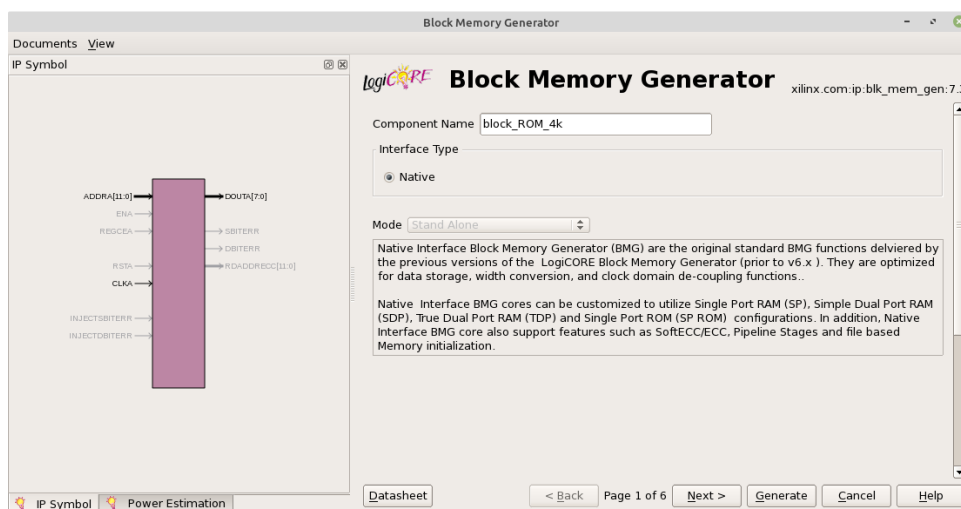 Block Memory Generator
Documents View
IP Symbol
ADDRA[11:0]
ENA
REGCEA
RSTA
CLKA
INJECTSBITERR
INJECTDBITERR
DOUTA[7:0]
SBITERR
DBITERR
RDADDRECC[11:0]
IP Symbol
Power Estimation
LogiCORE
Block Memory Generator
xilinx.com:ip:blk_mem_gen:7.
Component Name block_ROM_4k
Interface Type
Native
Mode Stand Alone
Native Interface Block Memory Generator (BMG) are the original standard BMG functions delviered by
the previous versions of the LogiCORE Block Memory Generator (prior to v6.x ). They are optimized
for data storage, width conversion, and clock domain de-coupling functions..
Native Interface BMG cores can be customized to utilize Single Port RAM (SP), Simple Dual Port RAM
(SDP), True Dual Port RAM (TDP) and Single Port ROM (SP ROM) configurations. In addition, Native
Interface BMG core also support features such as SoftECC/ECC, Pipeline Stages and file based
Memory initialization.
Datasheet
< Back
Page 1 of 6
Next >
Generate
Cancel
Help